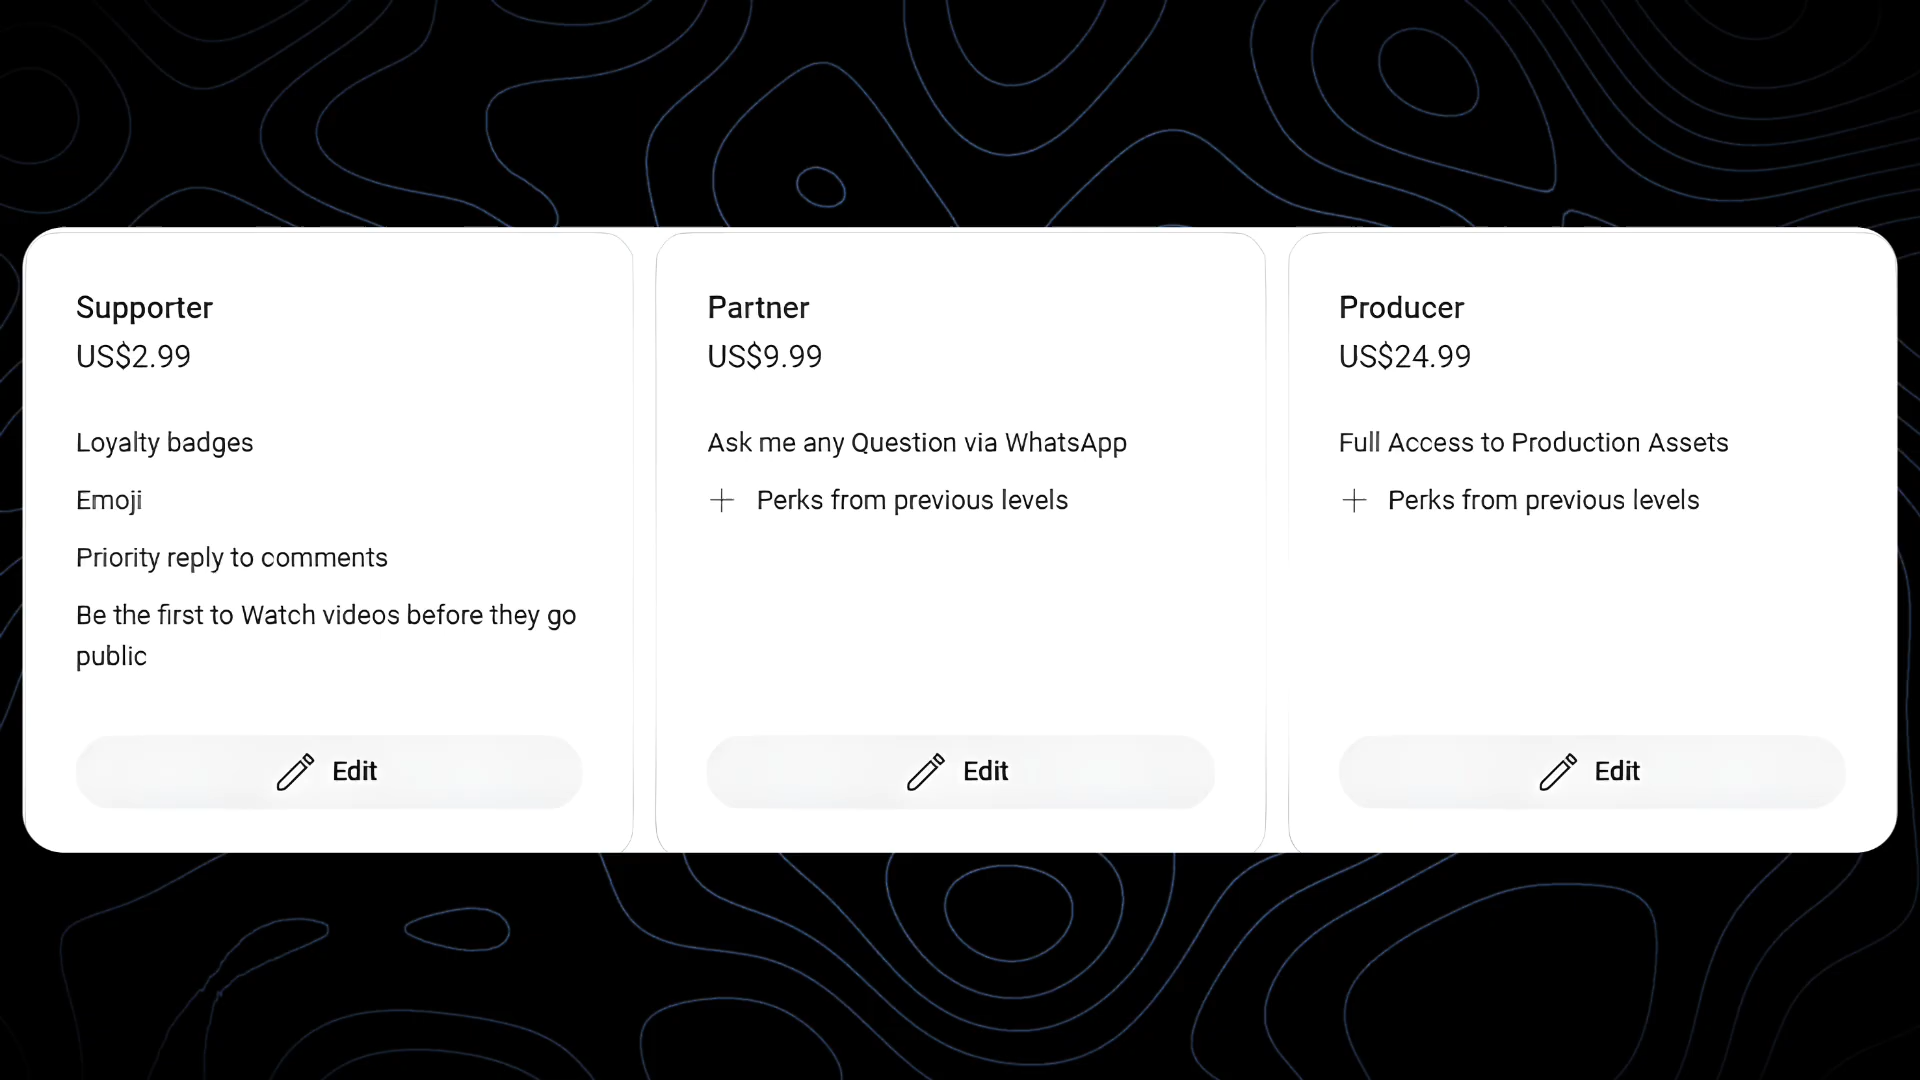 Supporter
US$2.99
Loyalty badges
Emoji
Priority reply to comments
Be the first to Watch videos before they go
public
Edit
Partner
US$9.99
Ask me any Question via WhatsApp
+ Perks from previous levels
Edit
Producer
US$24.99
Full Access to Production Assets
+ Perks from previous levels
Edit